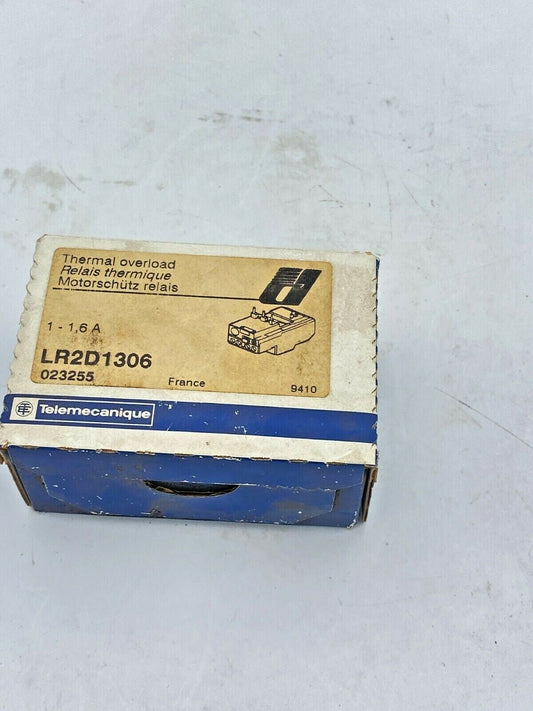 Thermal overload
Relais thermique
Motorschütz relais
1 - 1,6 A
LR2D1306
023255 France 9410
Telemecanique